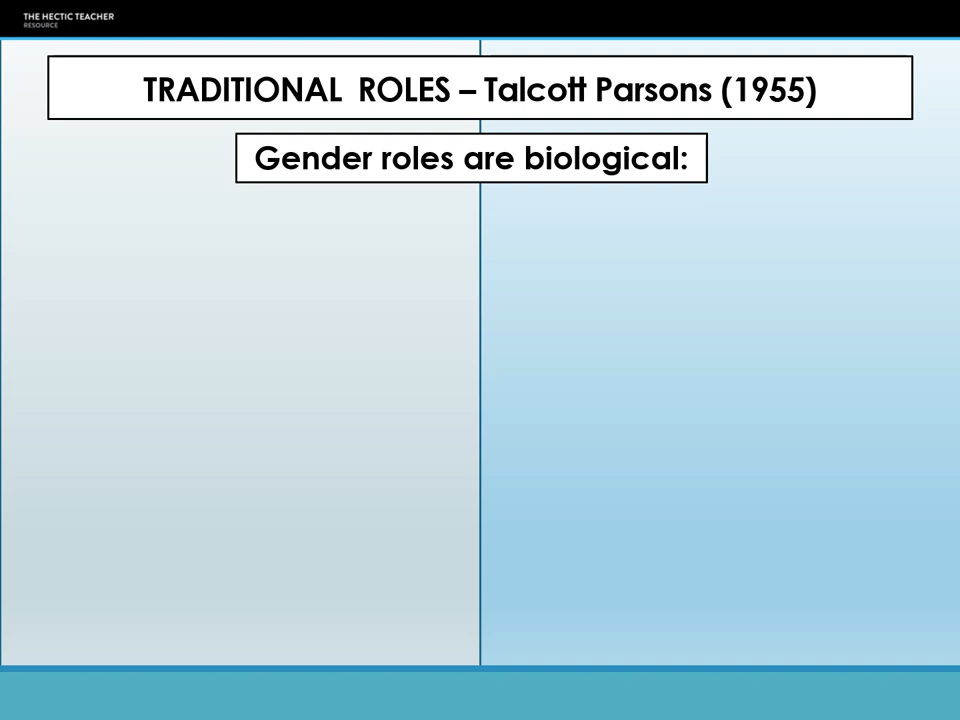 THE HECTIC TEACHER
RESOURCE
TRADITIONAL ROLES – Talcott Parsons (1955)
Gender roles are biological: